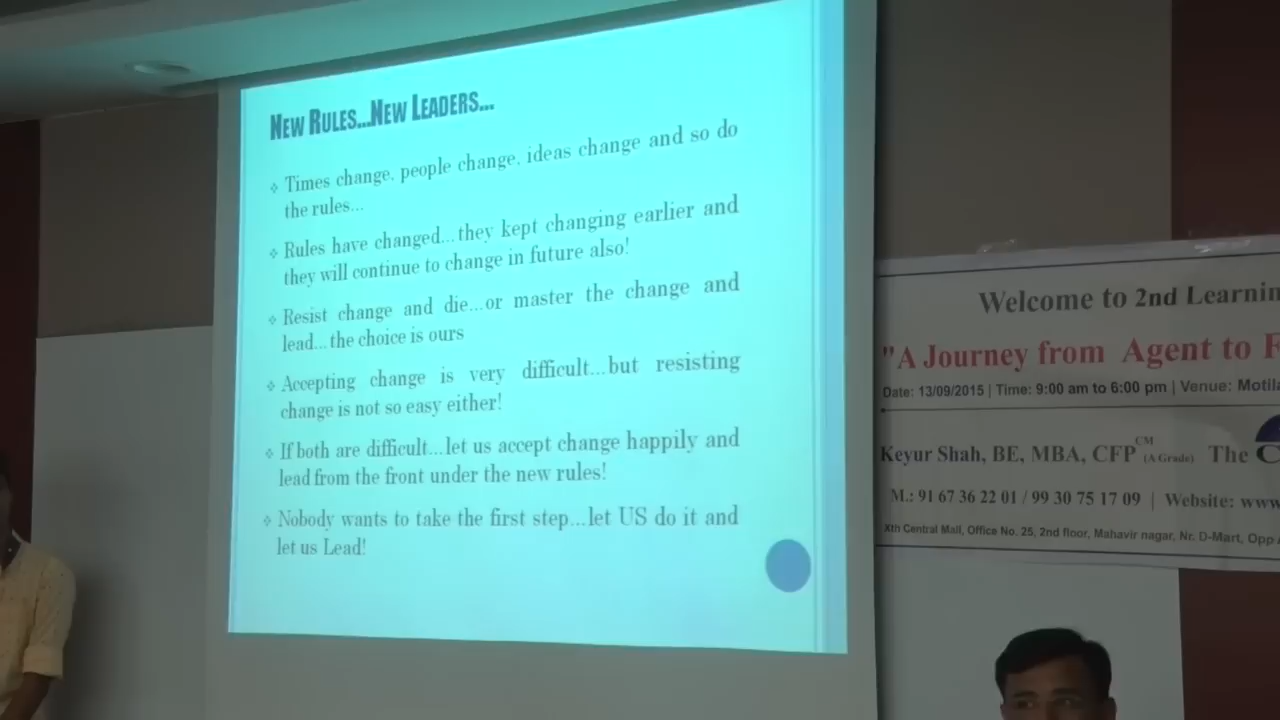 New Rules...New Leaders...
Times change, people change, ideas change and so do
the rules...
Rules have changed...they kept changing earlier and
they will continue to change in future also!
Resist change and die...or master the change and
lead...the choice is ours
Accepting change is very difficult...but resisting
change is not so easy either!
If both are difficult...let us accept change happily and
lead from the front under the new rules!
Nobody wants to take the first step...let US do it and
let us Lead!
Welcome to 2nd Learnin
"A Journey from Agent to
Date: 13/09/2015 | Time: 9:00 am to 6:00 pm | Venue: Motila
Keyur Shah, BE, MBA, CFP CM (A Grade) The C
M.: 91 67 36 22 01 / 99 30 75 17 09 | Website: www
Xth Central Mall, Office No. 25, 2nd floor, Mahavir nagar, Nr. D-Mart, Opp